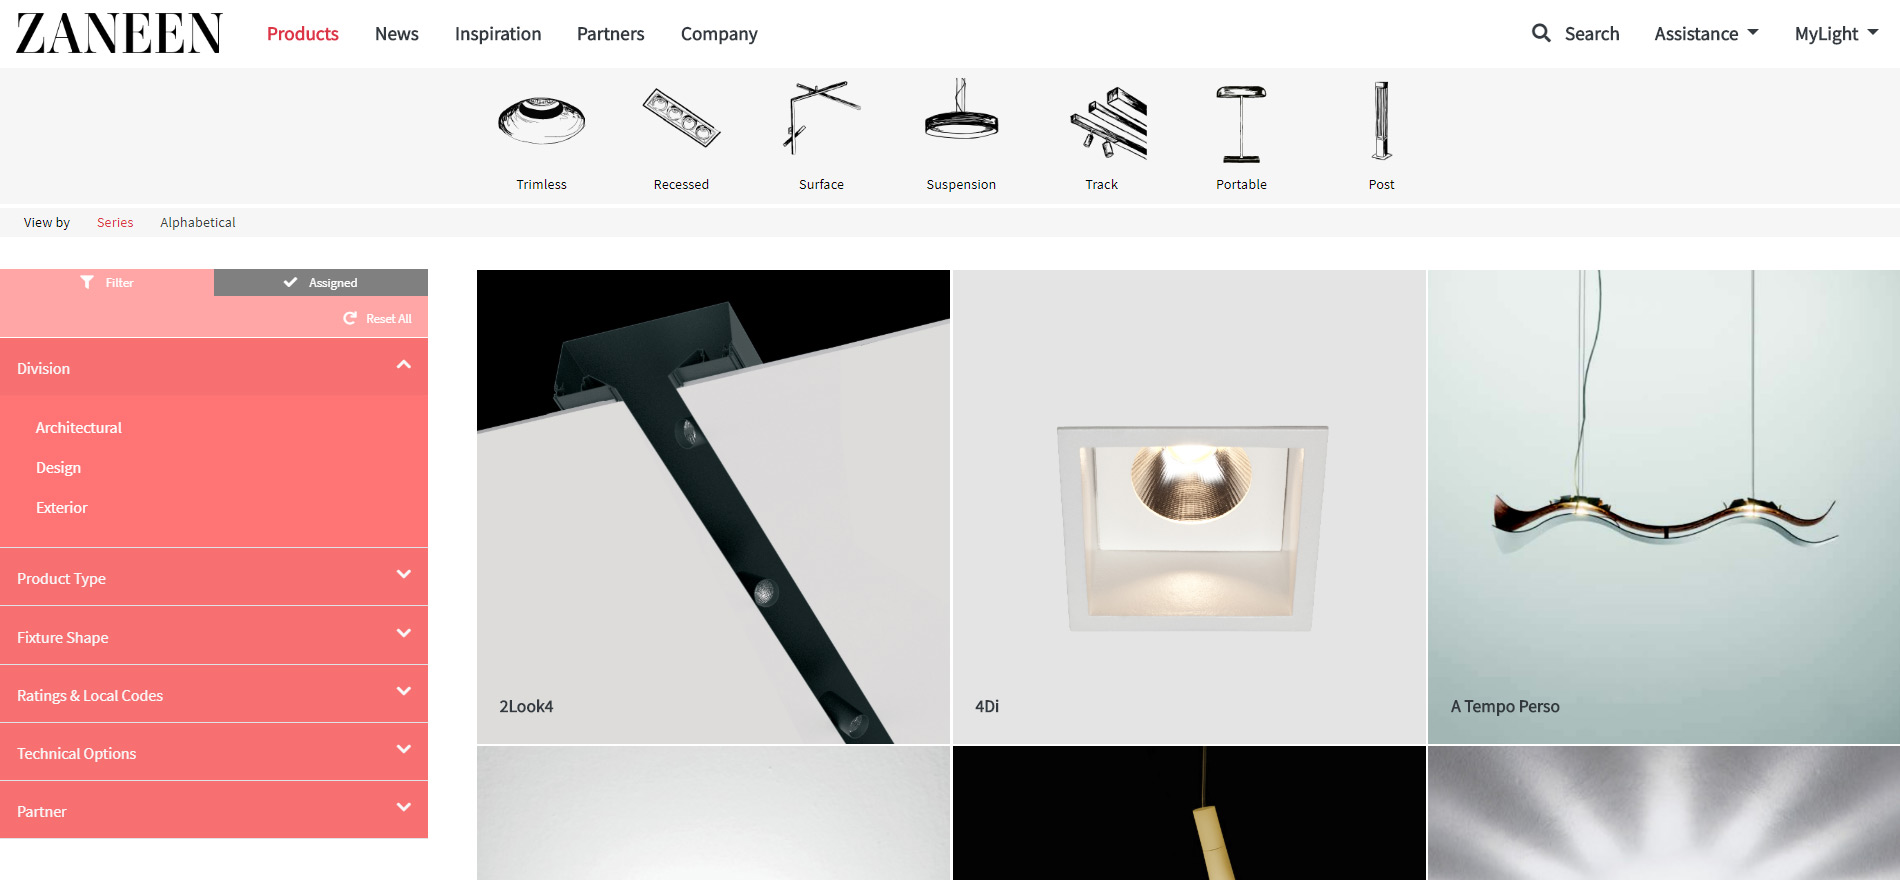 ZANEEN
Products News Inspiration Partners Company
Search Assistance MyLight
Trimless Recessed Surface Suspension Track Portable Post
View by Series Alphabetical
Filter Assigned
Reset All
Division
Architectural
Design
Exterior
Product Type
Fixture Shape
Ratings & Local Codes
Technical Options
Partner
2Look4
4Di
A Tempo Perso